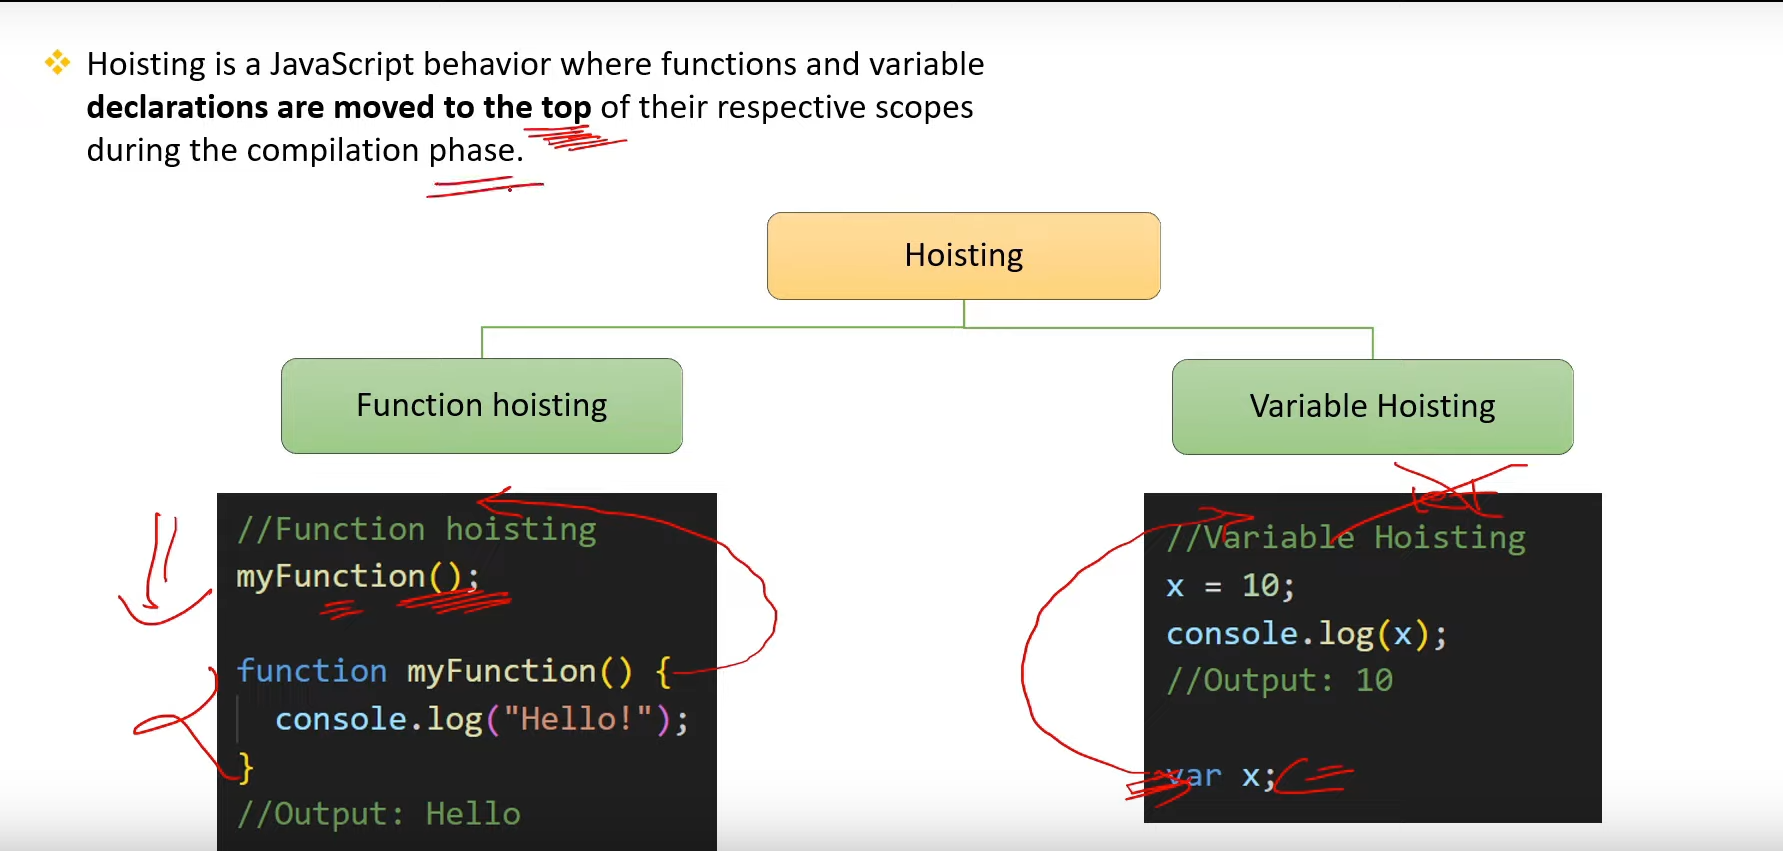 Hoisting is a JavaScript behavior where functions and variable
declarations are moved to the top of their respective scopes
during the compilation phase.
Hoisting
Function hoisting
Variable Hoisting
//Function hoisting
myFunction();
function myFunction() {
console.log("Hello!");
}
//Output: Hello
//Variable Hoisting
x = 10;
console.log(x);
//Output: 10
var x;